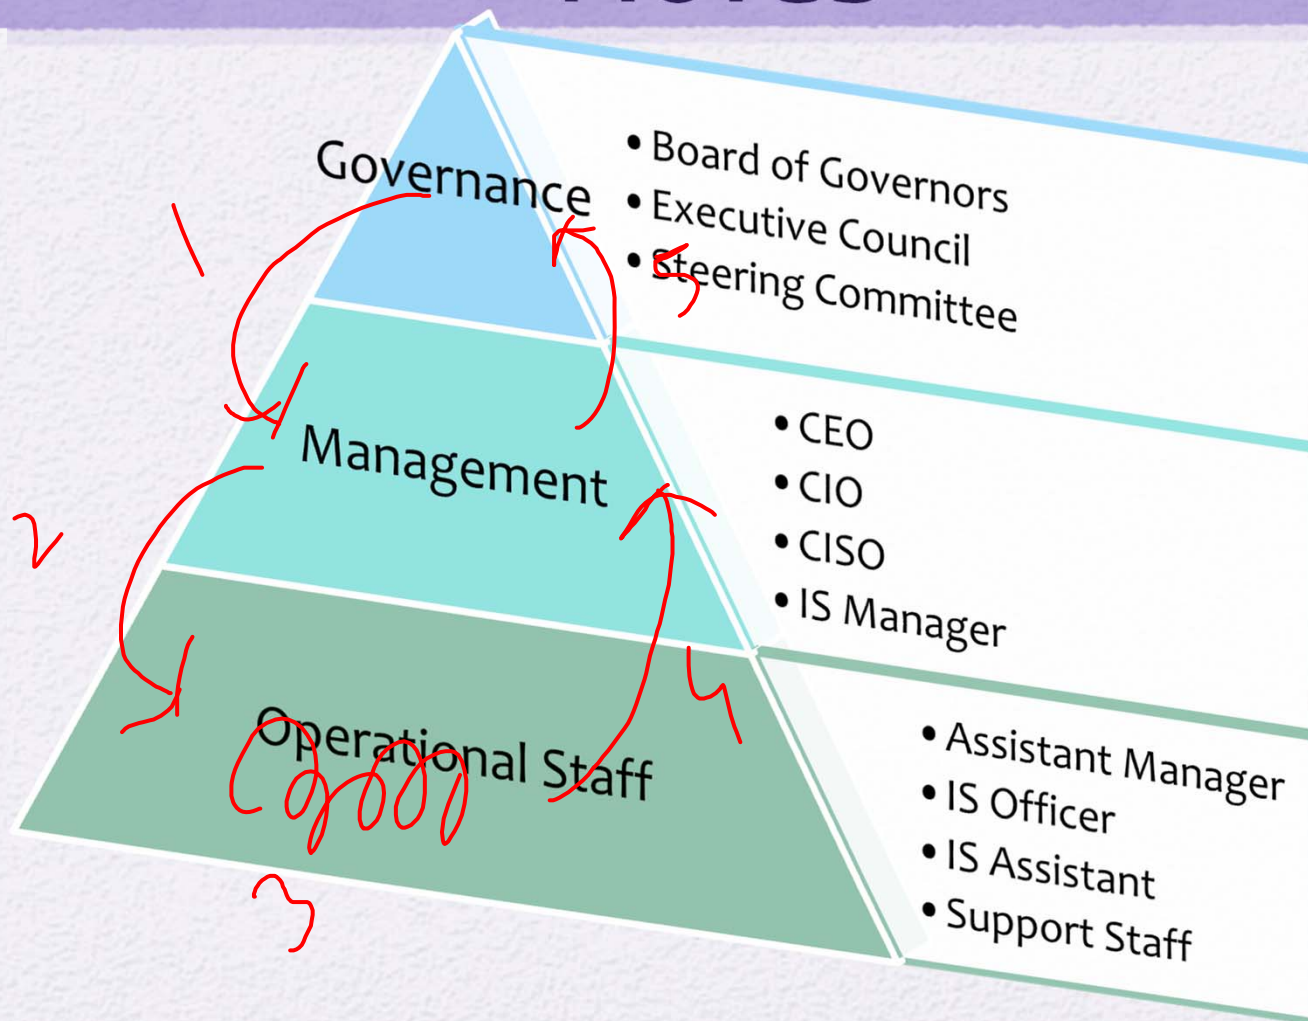 Governance
• Board of Governors
• Executive Council
• Steering Committee
Management
• CEO
• CIO
• CISO
• IS Manager
Operational Staff
• Assistant Manager
• IS Officer
• IS Assistant
• Support Staff
1
2
3
4
5